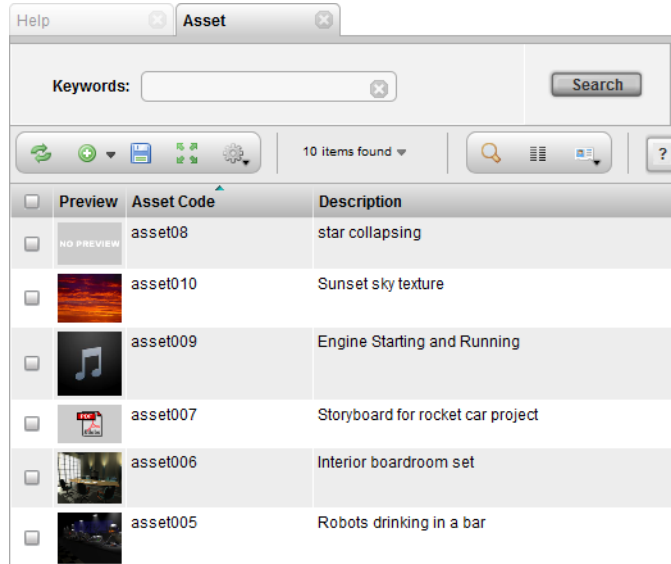 Help
Asset
Keywords:
Search
10 items found
?
Preview Asset Code Description
NO PREVIEW
asset08 star collapsing
asset010 Sunset sky texture
asset009 Engine Starting and Running
PDF
asset007 Storyboard for rocket car project
asset006 Interior boardroom set
asset005 Robots drinking in a bar